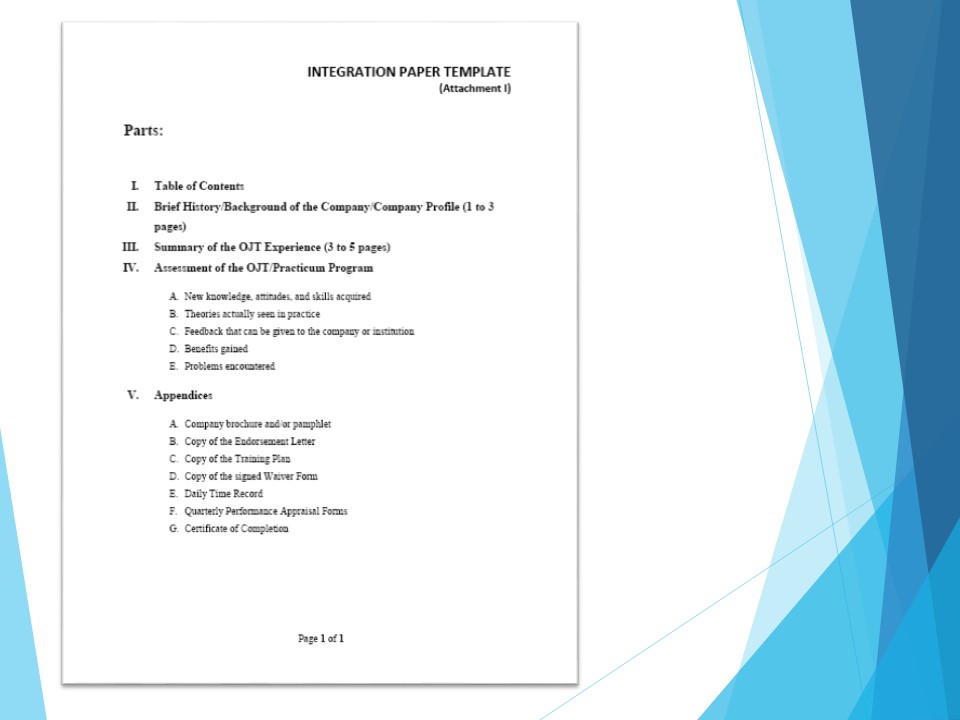 INTEGRATION PAPER TEMPLATE
(Attachment I)
Parts:
I. Table of Contents
II. Brief History/Background of the Company/Company Profile (1 to 3
pages)
III. Summary of the OJT Experience (3 to 5 pages)
IV. Assessment of the OJT/Practicum Program
A. New knowledge, attitudes, and skills acquired
B. Theories actually seen in practice
C. Feedback that can be given to the company or institution
D. Benefits gained
E. Problems encountered
V. Appendices
A. Company brochure and/or pamphlet
B. Copy of the Endorsement Letter
C. Copy of the Training Plan
D. Copy of the signed Waiver Form
E. Daily Time Record
F. Quarterly Performance Appraisal Forms
G. Certificate of Completion
Page 1 of 1